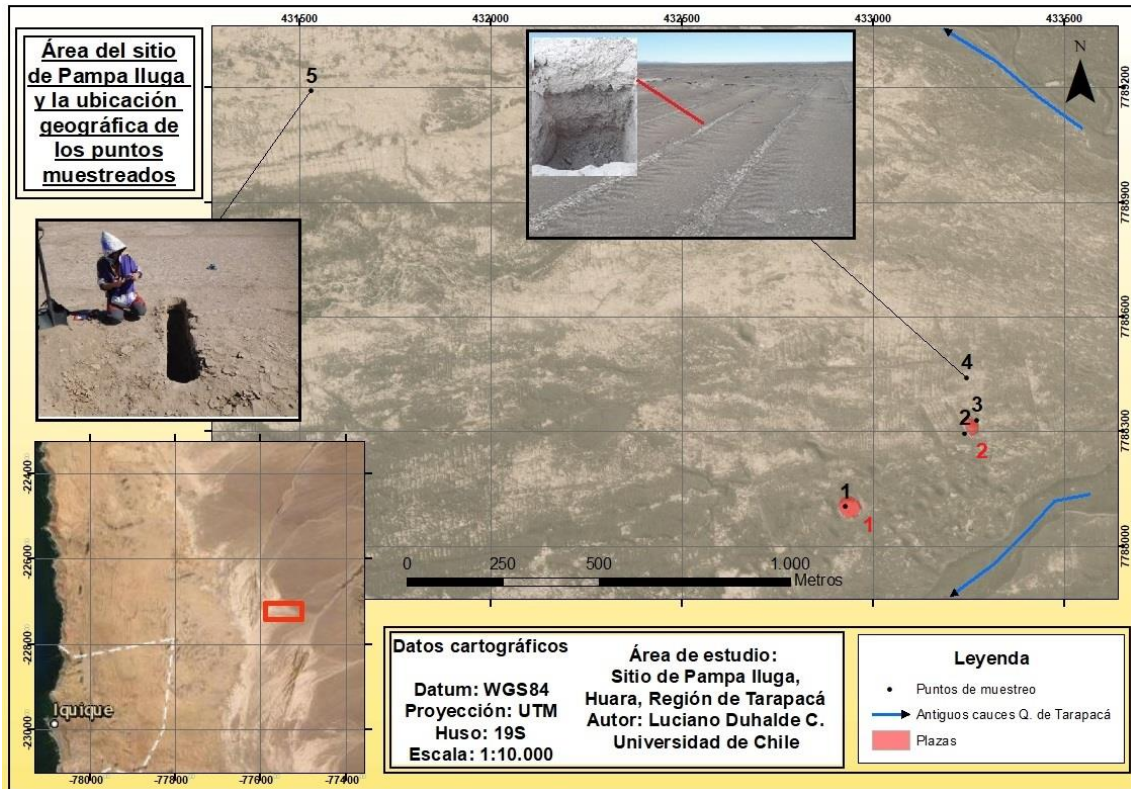 Área del sitio
de Pampa Iluga
y la ubicación
geográfica de
los puntos
muestreados
431500
432000
432500
433000
433500
7789200
7788900
7788600
7788300
7788000
N
5
4
3
2
2
1
1
0
250
500
1.000
Metros
-22400
-22600
-22800
-23000
-78000
-77800
-77600
-77400
Iquique
Datos cartográficos
Datum: WGS84
Proyección: UTM
Huso: 19S
Escala: 1:10.000
Área de estudio:
Sitio de Pampa Iluga,
Huara, Región de Tarapacá
Autor: Luciano Duhalde C.
Universidad de Chile
Leyenda
Puntos de muestreo
Antiguos cauces Q. de Tarapacá
Plazas